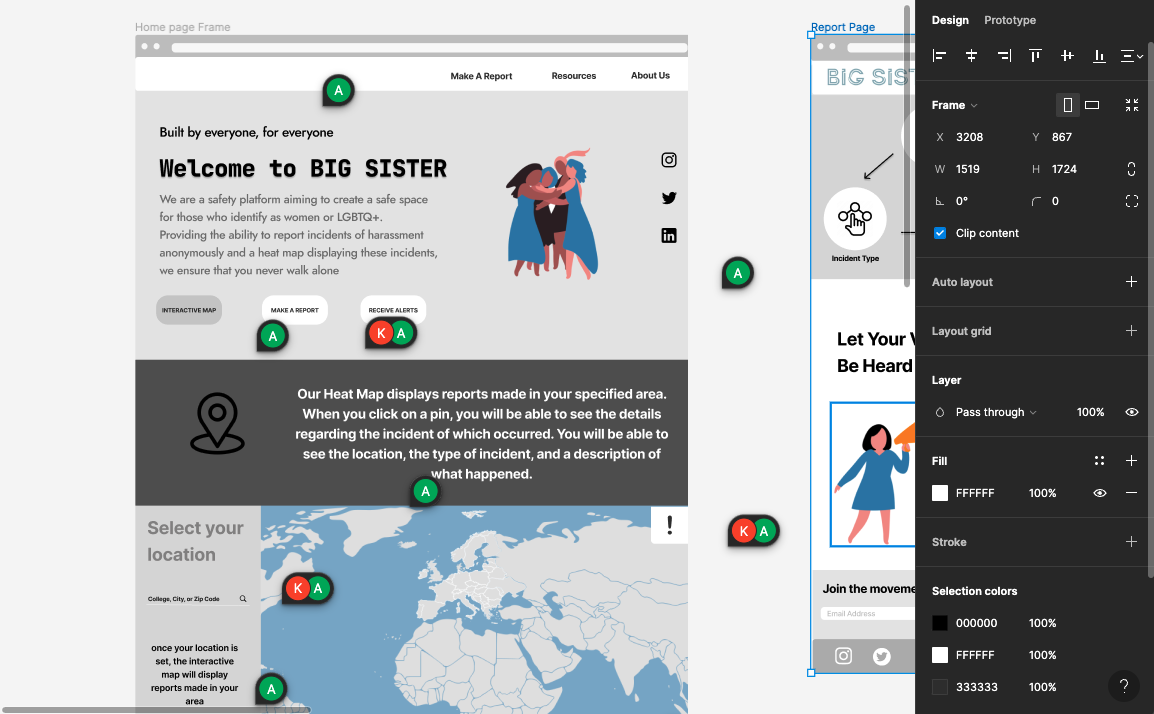 Home page Frame
Make A Report
Resources
About Us
A
Built by everyone, for everyone
Welcome to BIG SISTER
We are a safety platform aiming to create a safe space
for those who identify as women or LGBTQ+.
Providing the ability to report incidents of harassment
anonymously and a heat map displaying these incidents,
we ensure that you never walk alone
INTERACTIVE MAP
MAKE A REPORT
RECEIVE ALERTS
A
K A
Our Heat Map displays reports made in your specified area.
When you click on a pin, you will be able to see the details
regarding the incident of which occurred. You will be able to
see the location, the type of incident, and a description of
what happened.
A
Select your
location
!
College, City, or Zip Code
K A
once your location is
set, the interactive
map will display
reports made in your
area
A
A
K A
Report Page
BIG SIST
Incident Type
Let Your V
Be Heard
Join the moveme
Email Address
Design
Prototype
Frame
X 3208
Y 867
W 1519
H 1724
0°
0
Clip content
Auto layout
Layout grid
Layer
Pass through
100%
Fill
FFFFFF
100%
Stroke
Selection colors
000000
100%
FFFFFF
100%
333333
100%
?